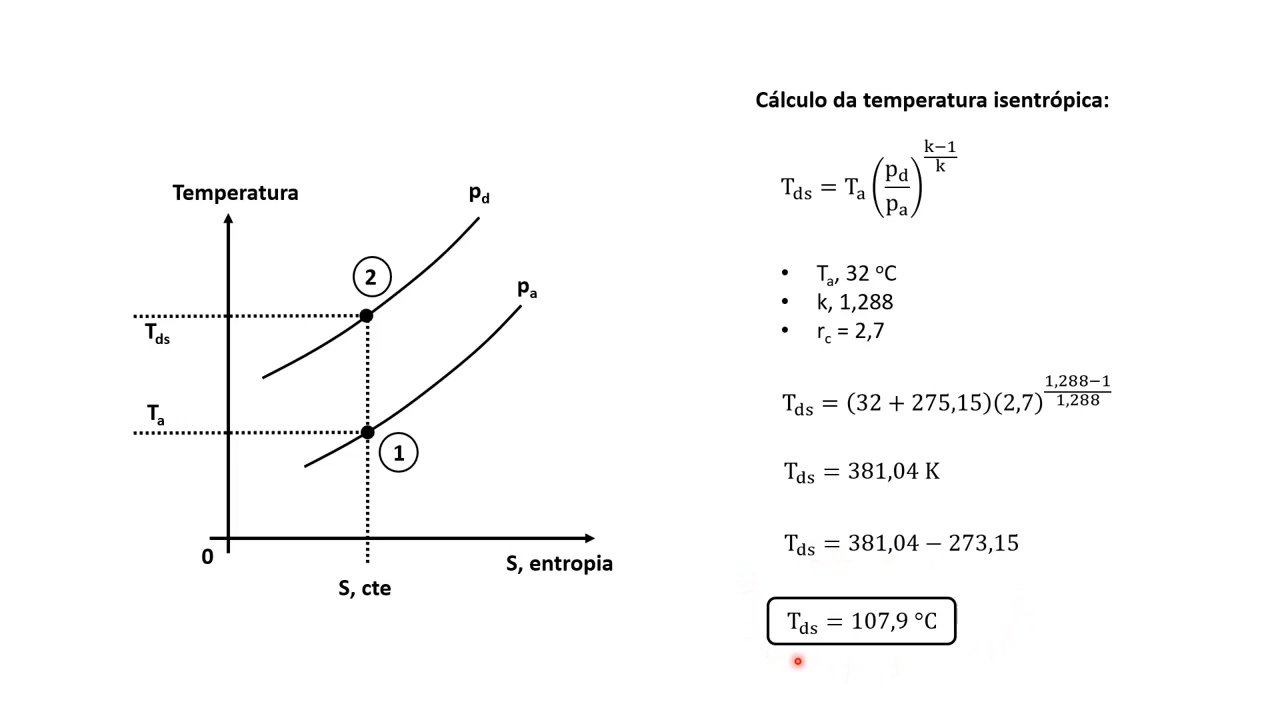 Temperatura
p_d
2
p_a
T_ds
T_a
1
0
S, entropia
S, cte
Cálculo da temperatura isentrópica:
T_ds = T_a (p_d/p_a)^((k−1)/k)
• T_a, 32 °C
• k, 1,288
• r_c = 2,7
T_ds = (32 + 275,15)(2,7)^((1,288−1)/1,288)
T_ds = 381,04 K
T_ds = 381,04 − 273,15
T_ds = 107,9 °C